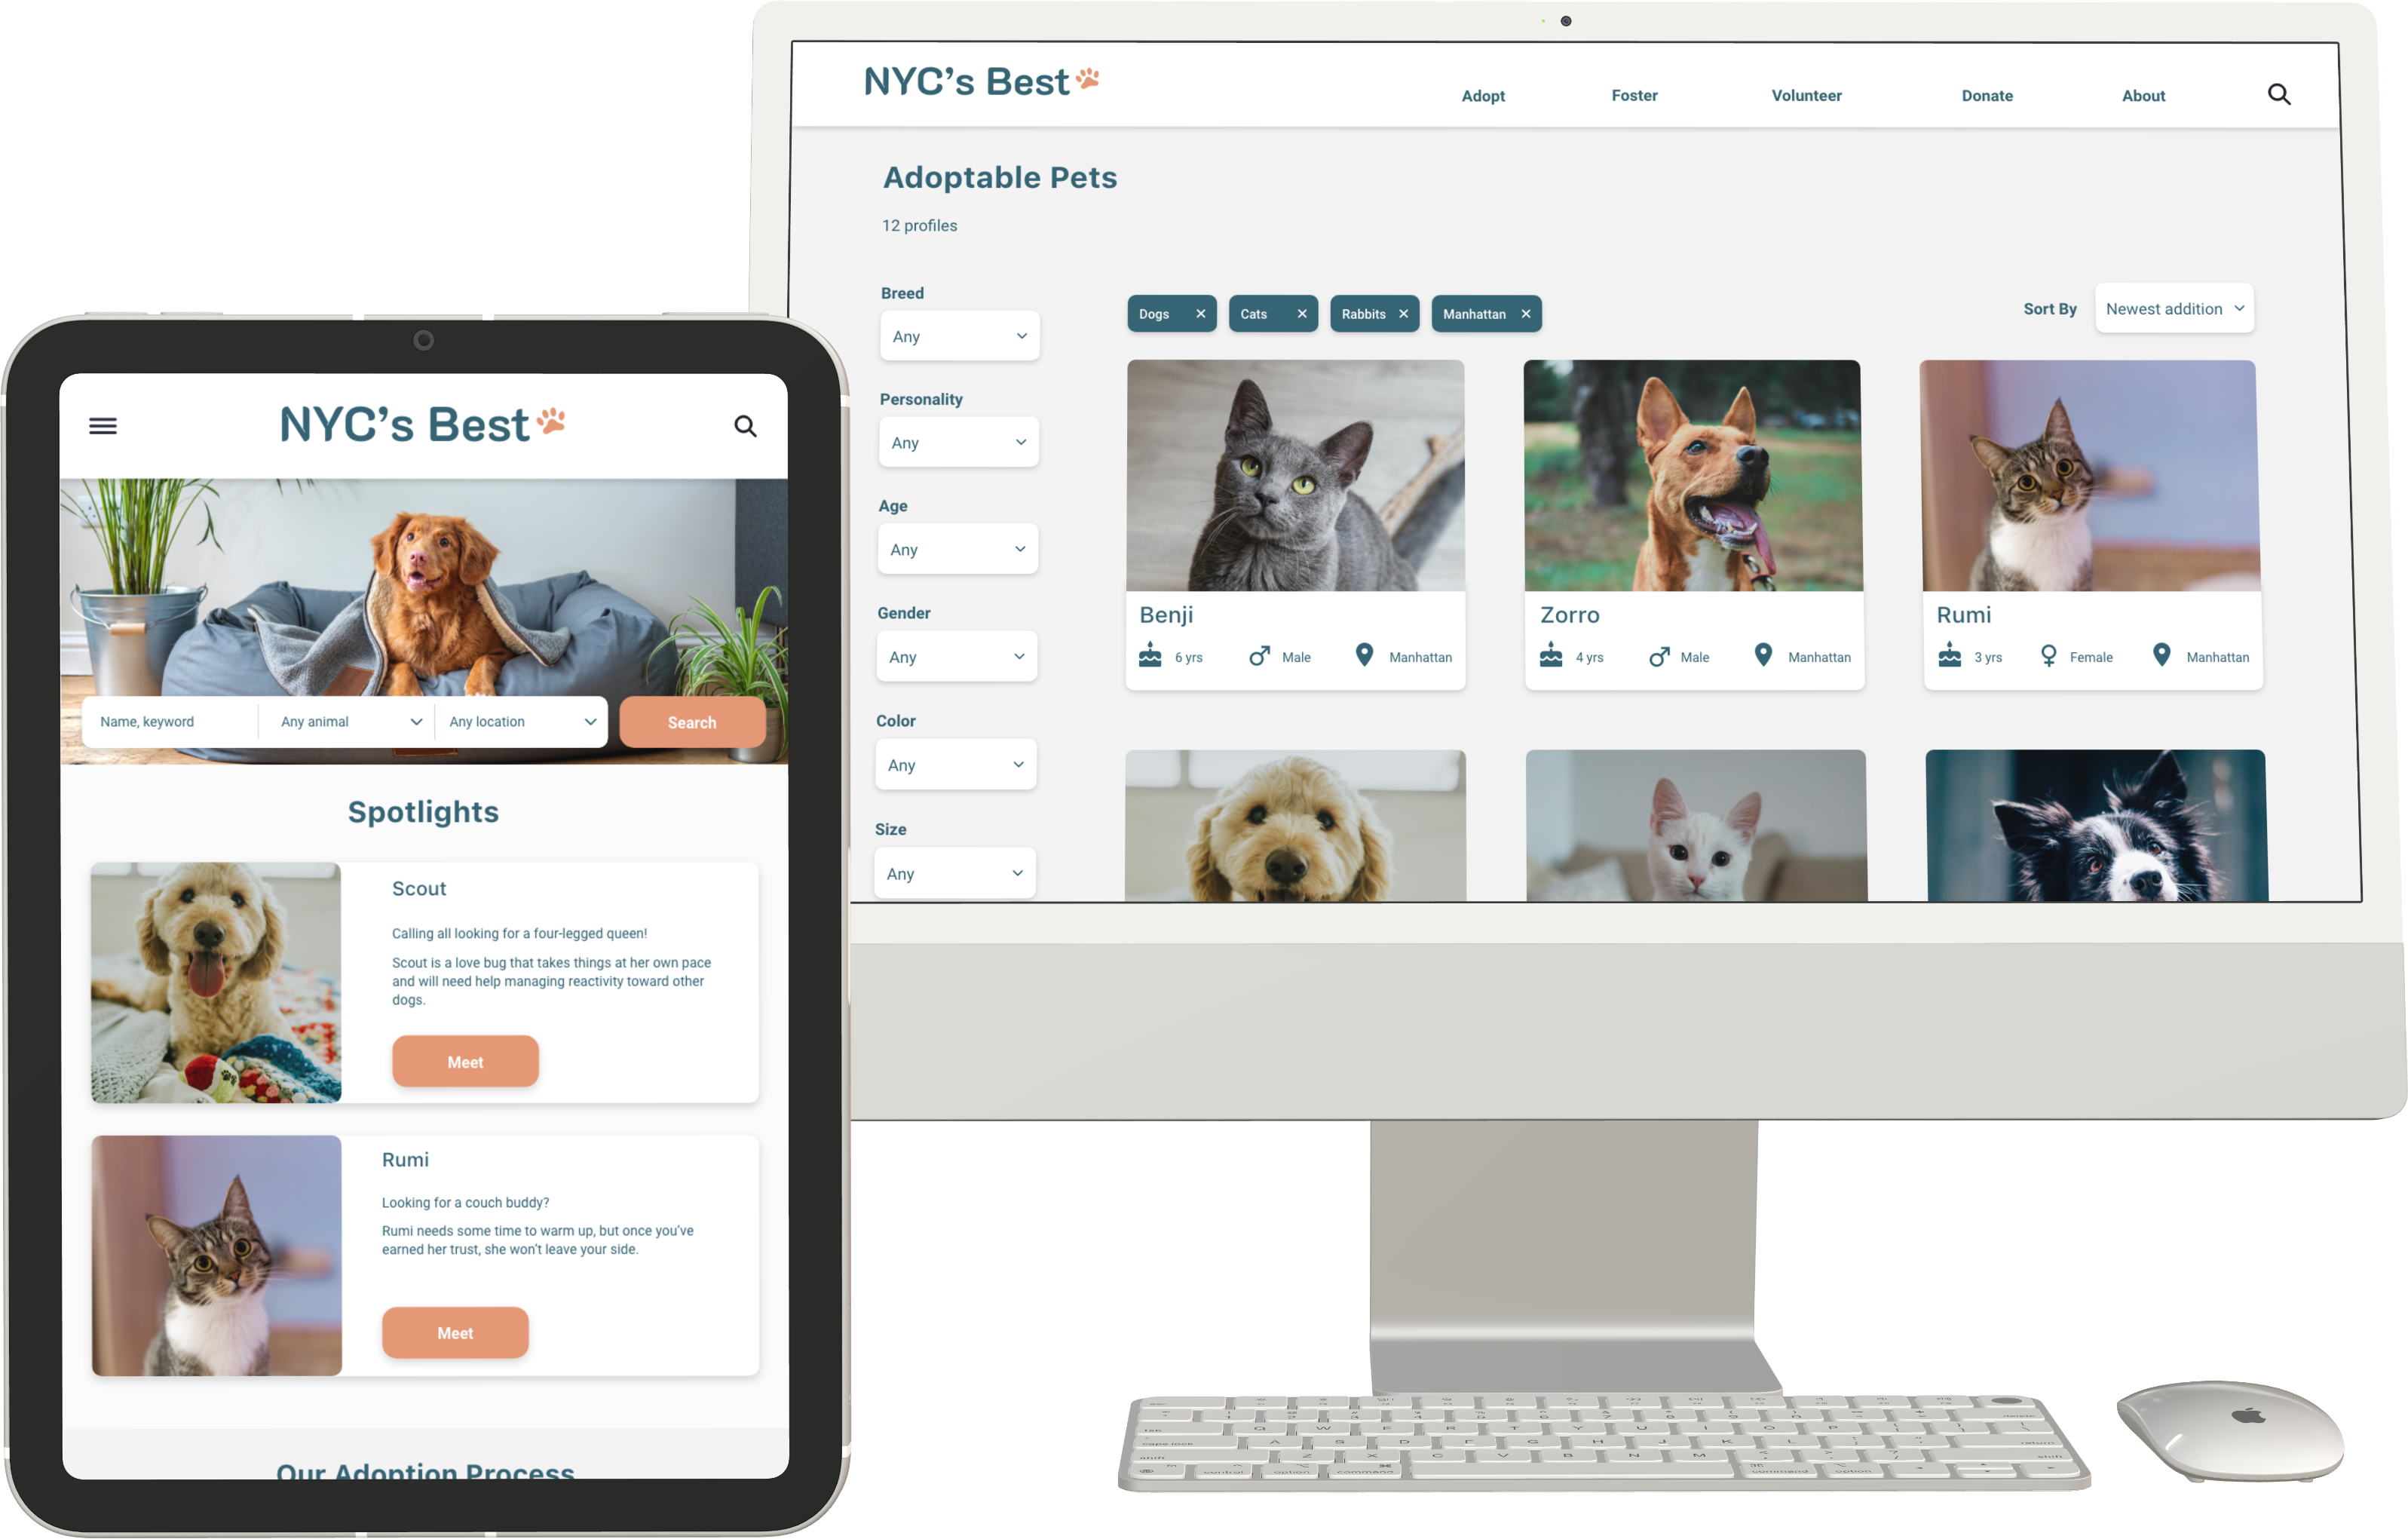 NYC's Best
Adopt Foster Volunteer Donate About
Adoptable Pets
12 profiles
Breed
Any
Personality
Any
Age
Any
Gender
Any
Color
Any
Size
Any
Dogs Cats Rabbits Manhattan
Sort By Newest addition
Benji
6 yrs Male Manhattan
Zorro
4 yrs Male Manhattan
Rumi
3 yrs Female Manhattan
NYC's Best
Name, keyword Any animal Any location Search
Spotlights
Scout
Calling all looking for a four-legged queen!
Scout is a love bug that takes things at her own pace
and will need help managing reactivity toward other
dogs.
Meet
Rumi
Looking for a couch buddy?
Rumi needs some time to warm up, but once you've
earned her trust, she won't leave your side.
Meet
Our Adoption Process